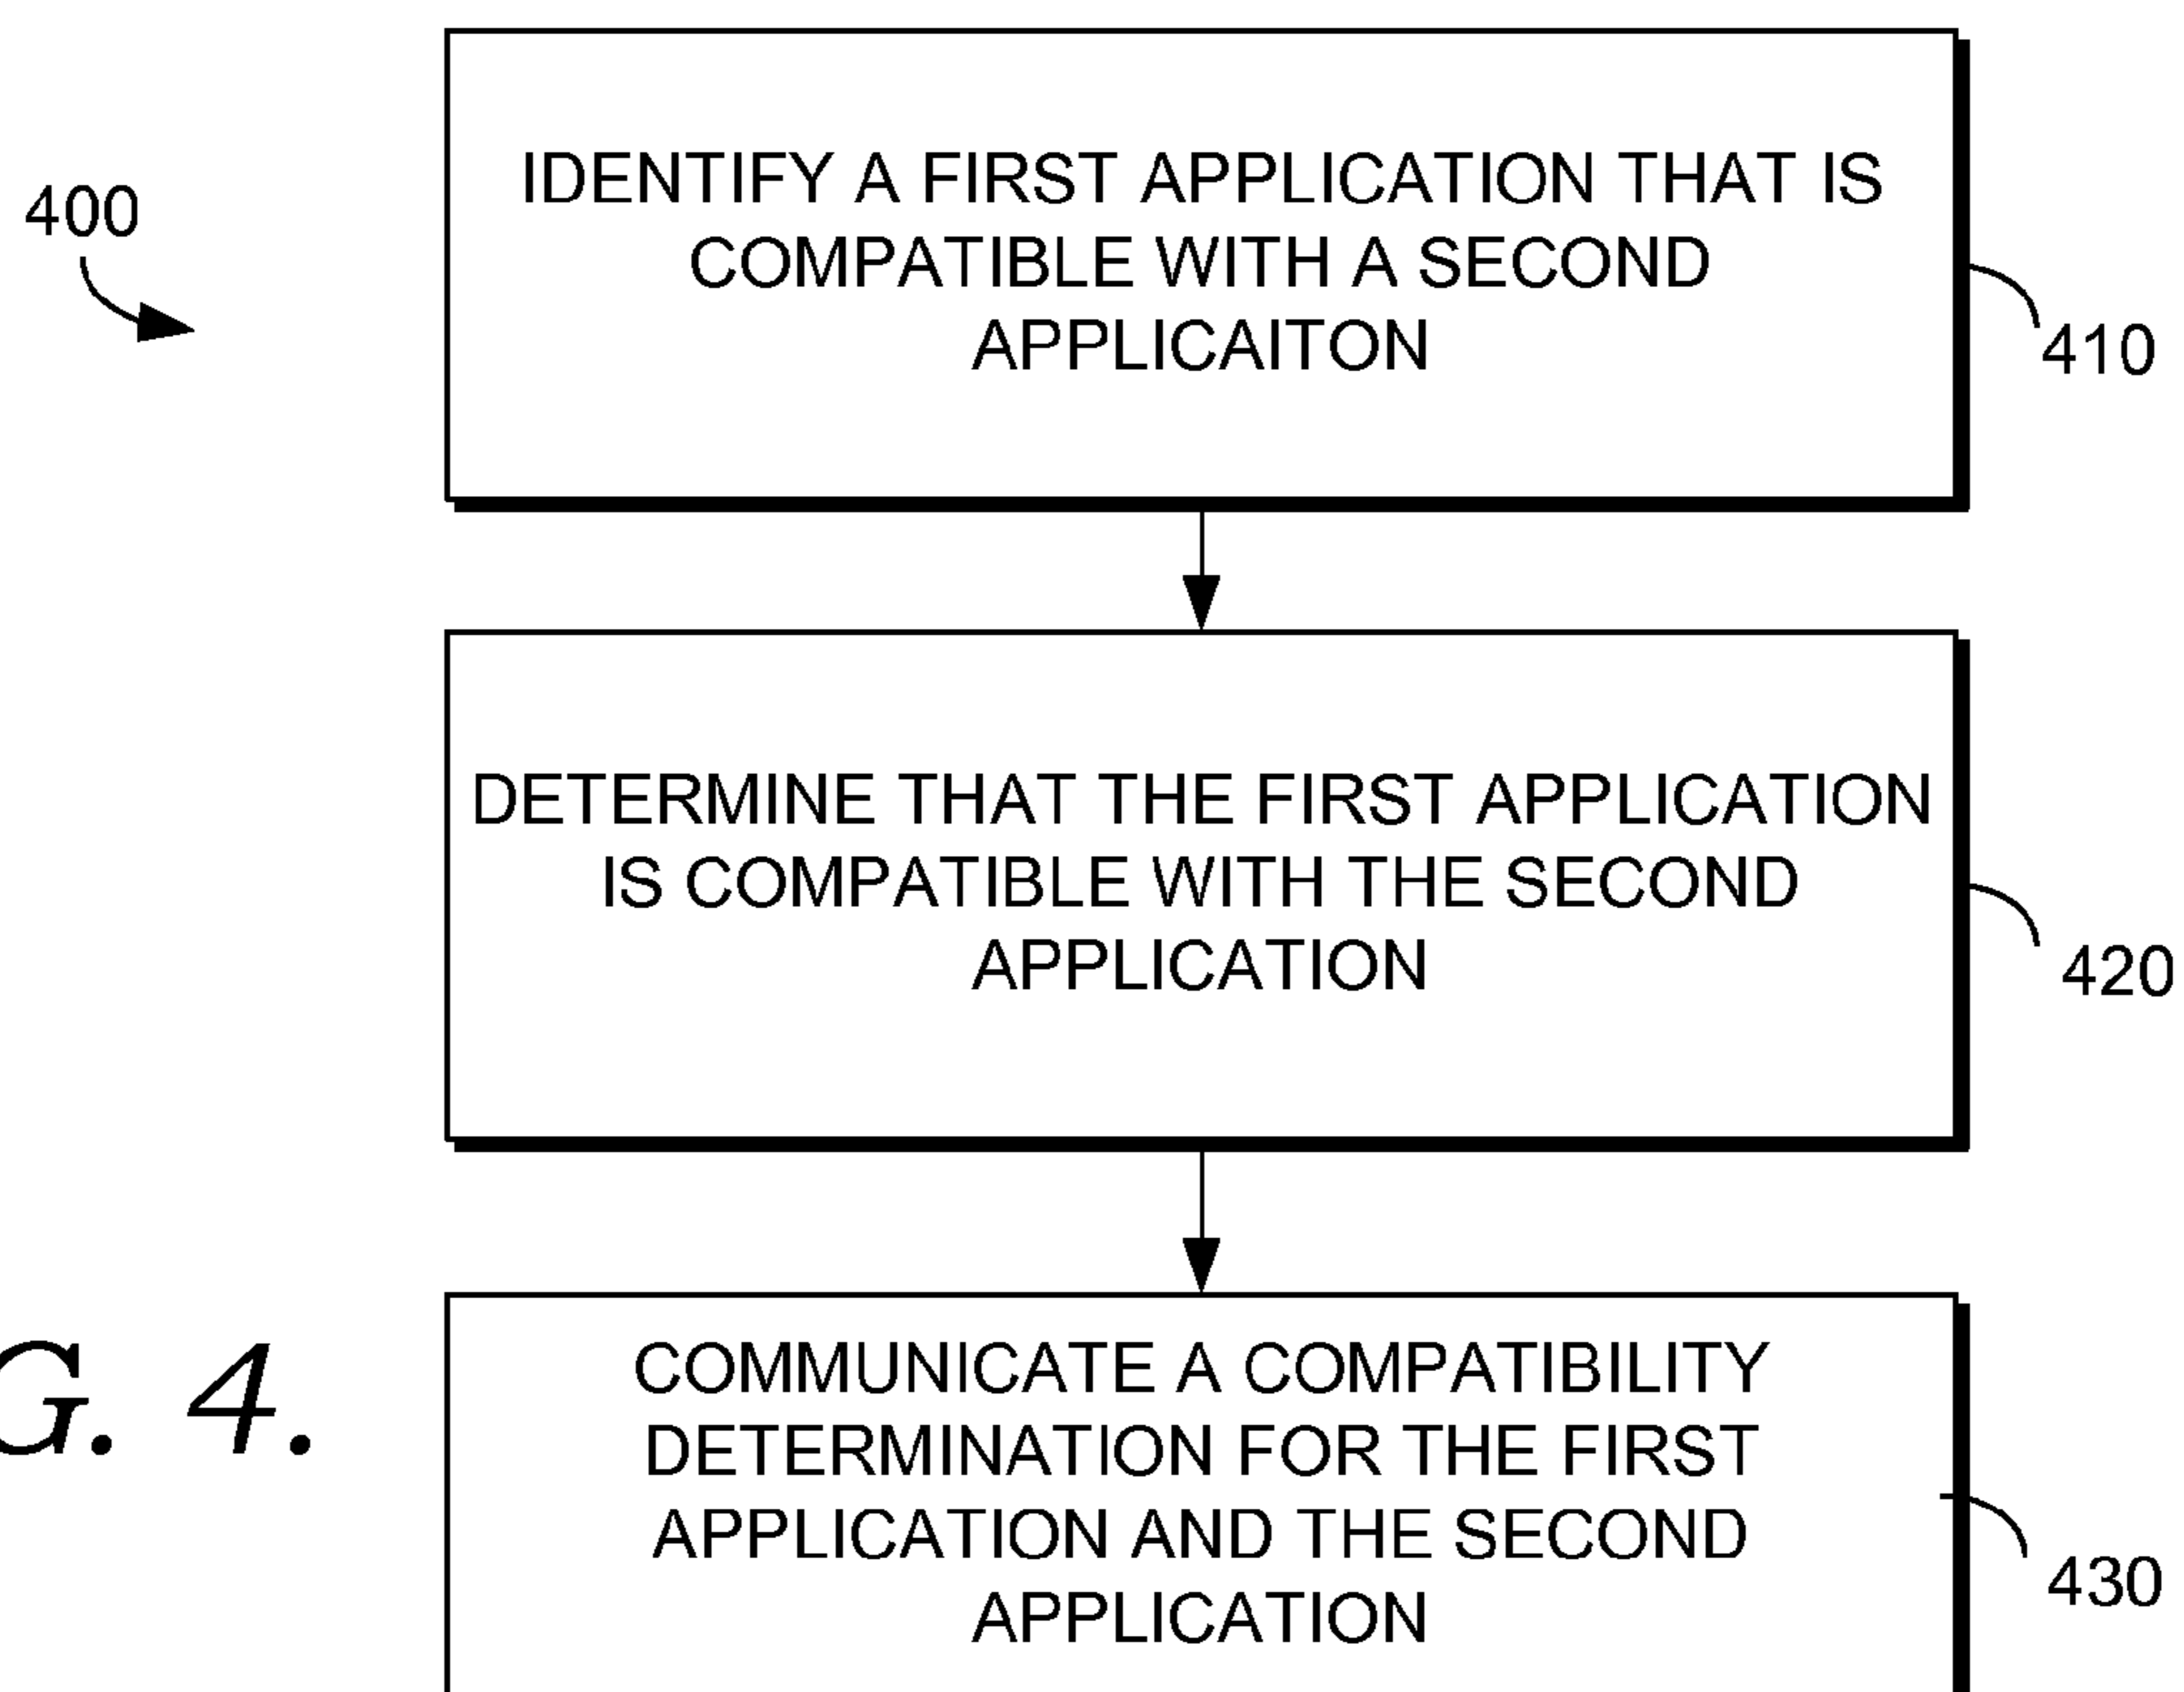 400
IDENTIFY A FIRST APPLICATION THAT IS
COMPATIBLE WITH A SECOND
APPLICAITON
410
DETERMINE THAT THE FIRST APPLICATION
IS COMPATIBLE WITH THE SECOND
APPLICATION
420
COMMUNICATE A COMPATIBILITY
DETERMINATION FOR THE FIRST
APPLICATION AND THE SECOND
APPLICATION
430
G. 4.